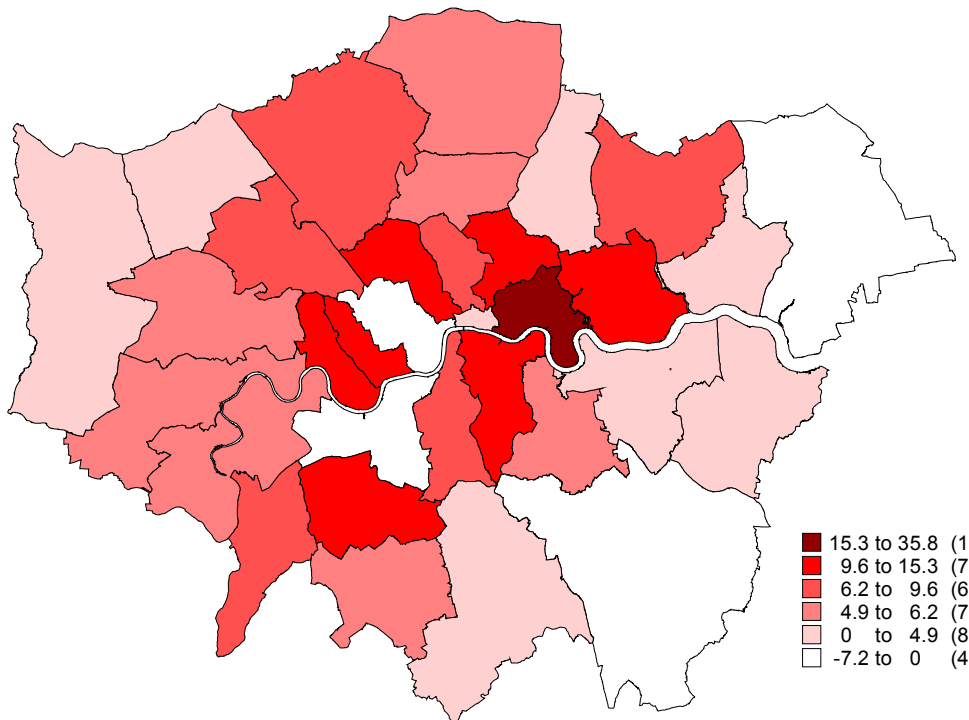 15.3 to 35.8 (1
9.6 to 15.3 (7
6.2 to 9.6 (6
4.9 to 6.2 (7
0 to 4.9 (8
-7.2 to 0 (4